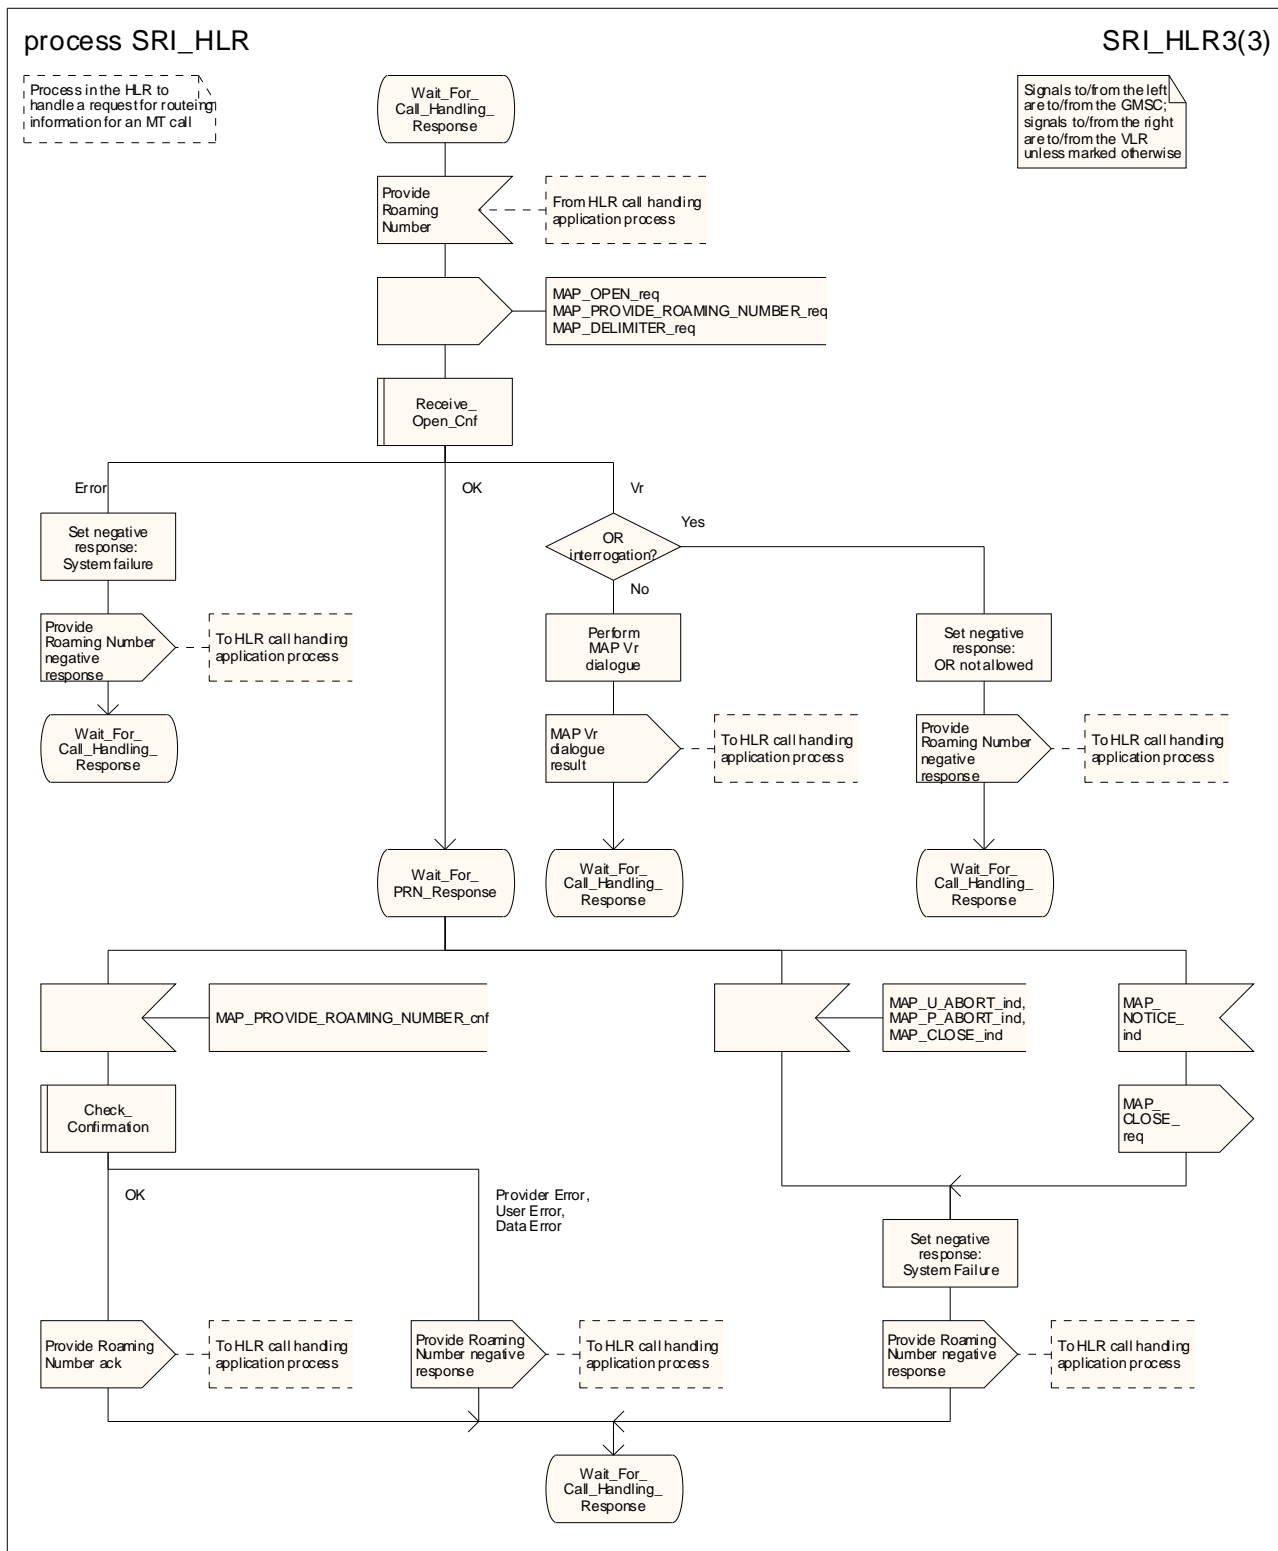 process SRI_HLR
SRI_HLR3(3)
Process in the HLR to
handle a request for routeing
information for an MT call
Wait_For_
Call_Handling_
Response
Signals to/from the left
are to/from the GMSC;
signals to/from the right
are to/from the VLR
unless marked otherwise
Provide
Roaming
Number
From HLR call handling
application process
MAP_OPEN_req
MAP_PROVIDE_ROAMING_NUMBER_req
MAP_DELIMITER_req
Receive_
Open_Cnf
Error
OK
Vr
Set negative
response:
System failure
OR
interrogation?
Yes
No
Provide
Roaming Number
negative
response
To HLR call handling
application process
Perform
MAP Vr
dialogue
Set negative
response:
OR not allowed
Wait_For_
Call_Handling_
Response
MAP Vr
dialogue
result
To HLR call handling
application process
Provide
Roaming Number
negative
response
To HLR call handling
application process
Wait_For_
PRN_Response
Wait_For_
Call_Handling_
Response
Wait_For_
Call_Handling_
Response
MAP_PROVIDE_ROAMING_NUMBER_cnf
MAP_U_ABORT_ind,
MAP_P_ABORT_ind,
MAP_CLOSE_ind
MAP_
NOTICE_
ind
Check_
Confirmation
MAP_
CLOSE_
req
OK
Provider Error,
User Error,
Data Error
Set negative
response:
System Failure
Provide Roaming
Number ack
To HLR call handling
application process
Provide Roaming
Number negative
response
To HLR call handling
application process
Provide Roaming
Number negative
response
To HLR call handling
application process
Wait_For_
Call_Handling_
Response